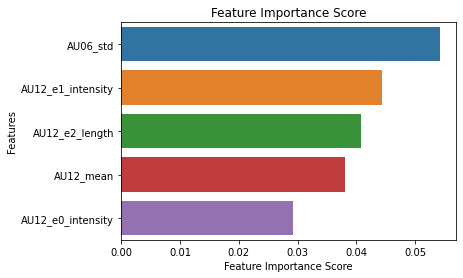 Feature Importance Score
Features
AU06_std
AU12_e1_intensity
AU12_e2_length
AU12_mean
AU12_e0_intensity
0.00 0.01 0.02 0.03 0.04 0.05
Feature Importance Score